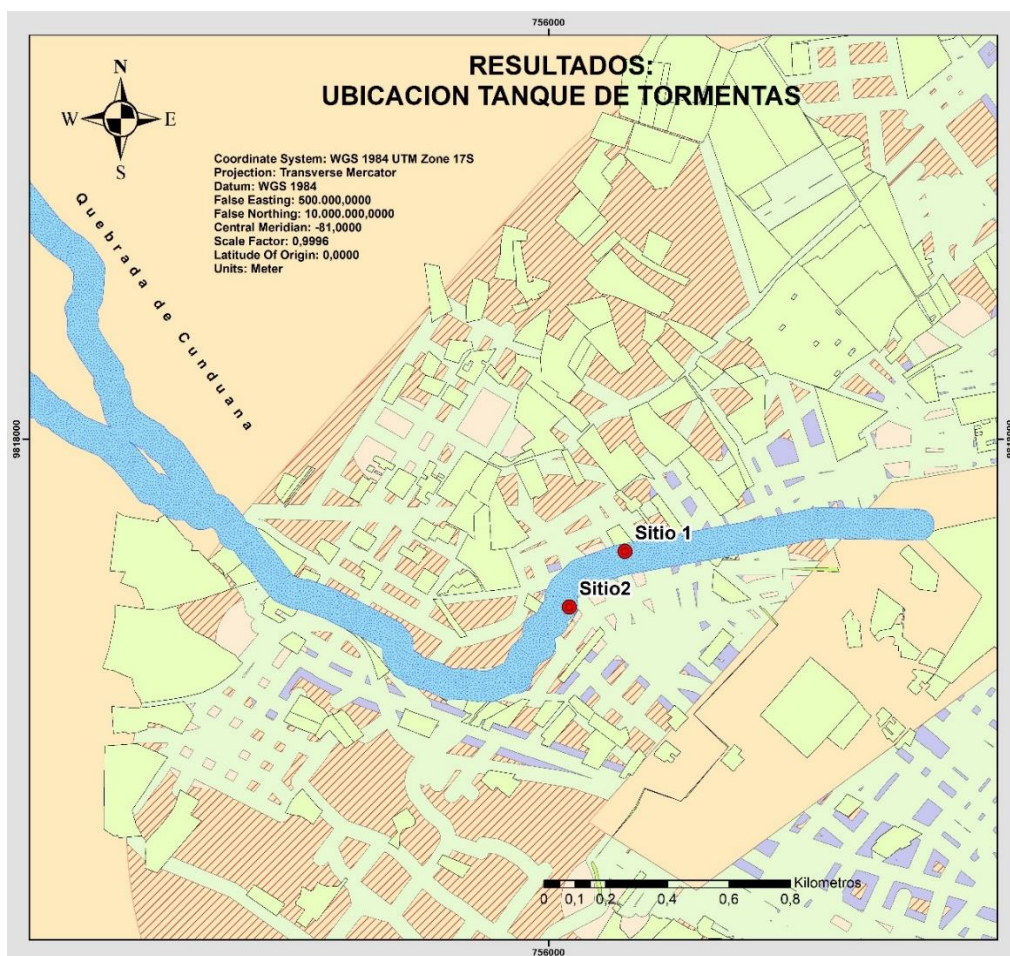 756000
RESULTADOS:
UBICACION TANQUE DE TORMENTAS
N
W E
S
Coordinate System: WGS 1984 UTM Zone 17S
Projection: Transverse Mercator
Datum: WGS 1984
False Easting: 500.000,0000
False Northing: 10.000.000,0000
Central Meridian: -81,0000
Scale Factor: 0,9996
Latitude Of Origin: 0,0000
Units: Meter
Quebrada de Cunduana
9818000
9818000
Sitio 1
Sitio2
Kilometros
0 0,1 0,2 0,4 0,6 0,8
756000